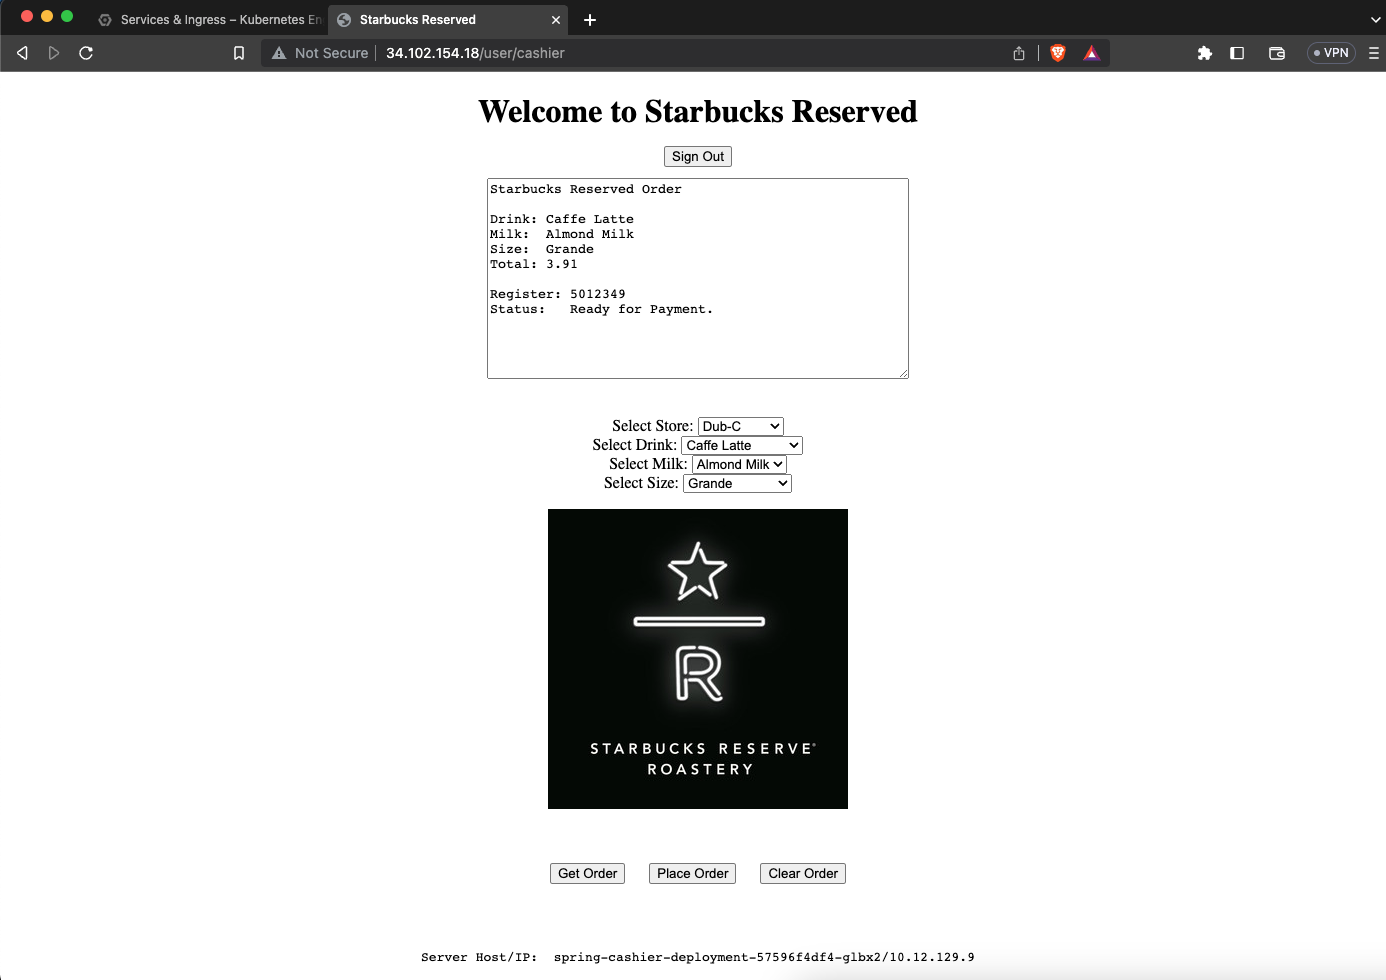 Services & Ingress – Kubernetes En
Starbucks Reserved
Not Secure
34.102.154.18/user/cashier
VPN
Welcome to Starbucks Reserved
Sign Out
Starbucks Reserved Order
Drink: Caffe Latte
Milk:  Almond Milk
Size:  Grande
Total: 3.91
Register: 5012349
Status:   Ready for Payment.
Select Store: Dub-C
Select Drink: Caffe Latte
Select Milk: Almond Milk
Select Size: Grande
R
STARBUCKS RESERVE®
ROASTERY
Get Order Place Order Clear Order
Server Host/IP:  spring-cashier-deployment-57596f4df4-glbx2/10.12.129.9